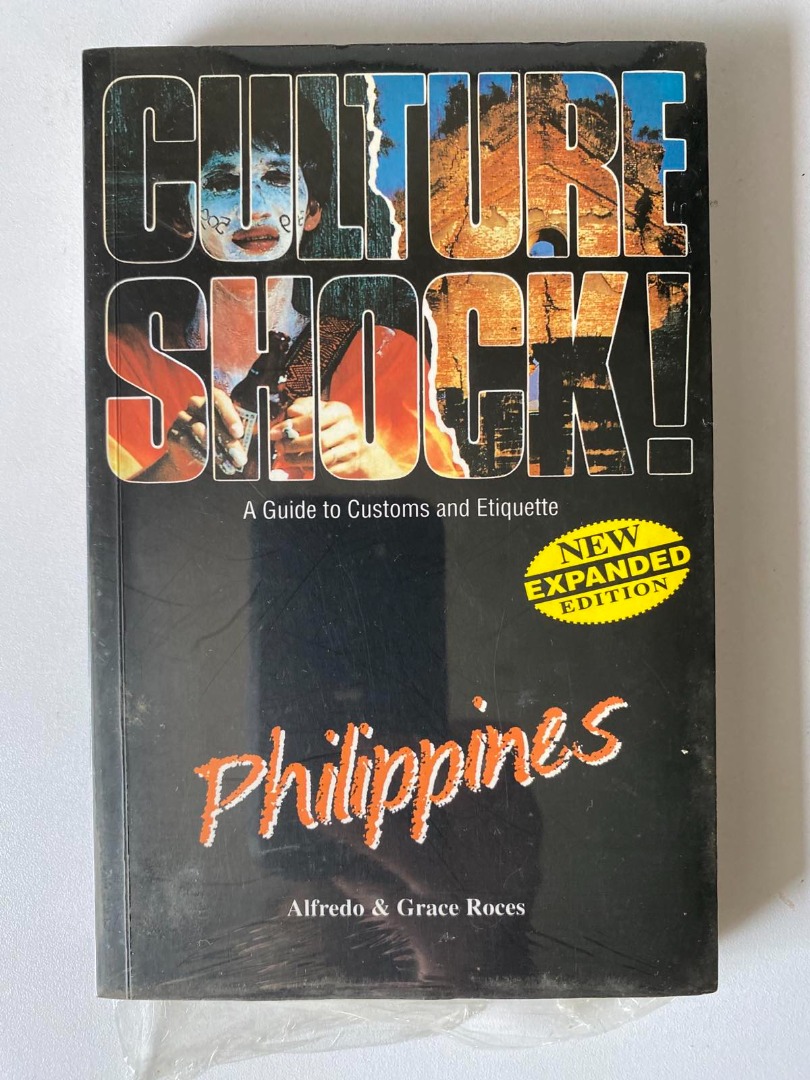 CULTURE
SHOCK!
A Guide to Customs and Etiquette
NEW
EXPANDED
EDITION
Philippines
Alfredo & Grace Roces